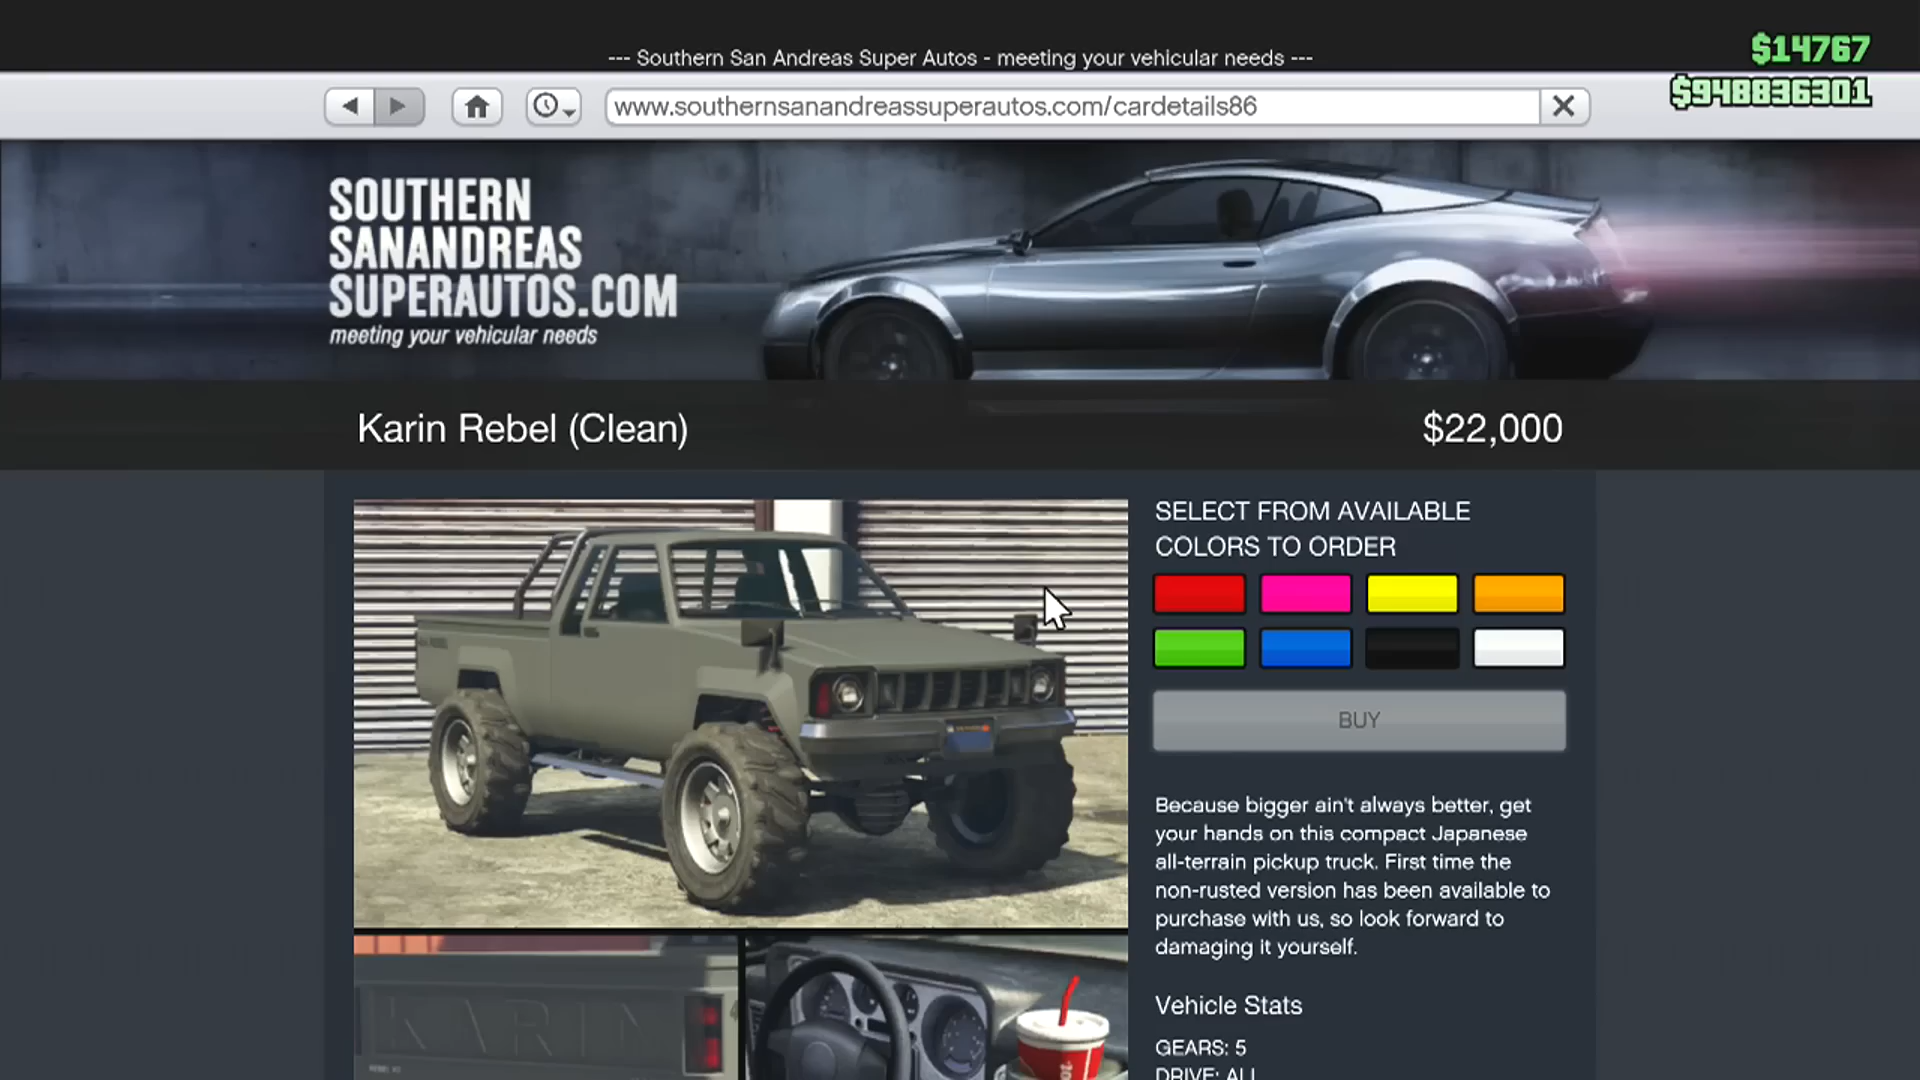 --- Southern San Andreas Super Autos - meeting your vehicular needs ---
$14767
$948836301
www.southernsanandreassuperautos.com/cardetails86
SOUTHERN
SANANDREAS
SUPERAUTOS.COM
meeting your vehicular needs
Karin Rebel (Clean)
$22,000
SELECT FROM AVAILABLE
COLORS TO ORDER
BUY
Because bigger ain't always better, get
your hands on this compact Japanese
all-terrain pickup truck. First time the
non-rusted version has been available to
purchase with us, so look forward to
damaging it yourself.
Vehicle Stats
GEARS: 5
DRIVE: ALL
KARIN